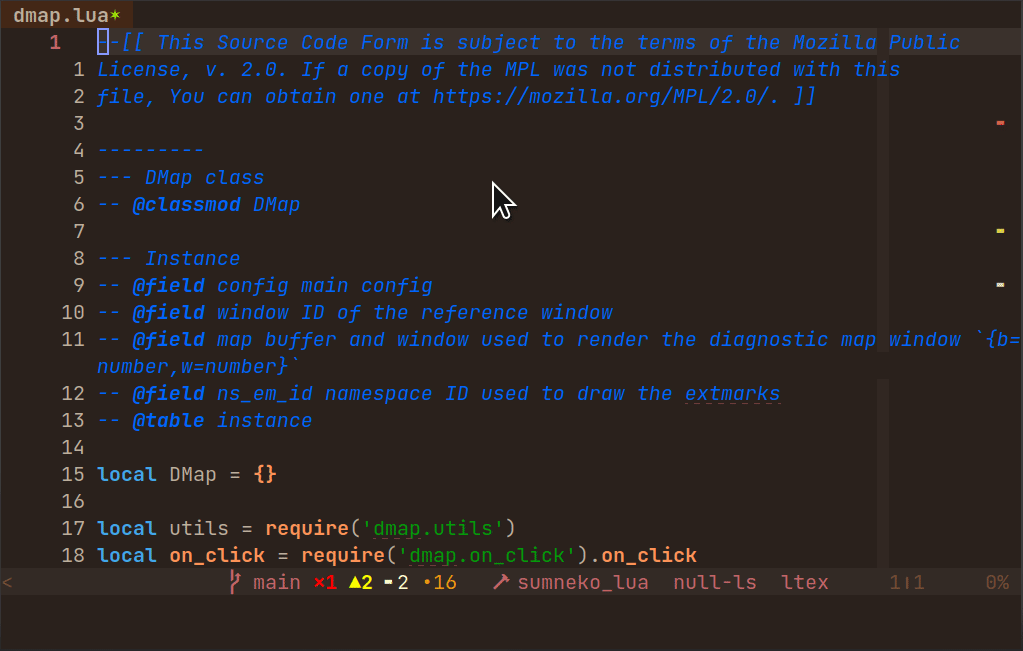 dmap.lua*
1 --[[ This Source Code Form is subject to the terms of the Mozilla Public
1 License, v. 2.0. If a copy of the MPL was not distributed with this
2 file, You can obtain one at https://mozilla.org/MPL/2.0/. ]]
3
4 ---------
5 --- DMap class
6 -- @classmod DMap
7
8 --- Instance
9 -- @field config main config
10 -- @field window ID of the reference window
11 -- @field map buffer and window used to render the diagnostic map window `{b=
number,w=number}`
12 -- @field ns_em_id namespace ID used to draw the extmarks
13 -- @table instance
14
15 local DMap = {}
16
17 local utils = require('dmap.utils')
18 local on_click = require('dmap.on_click').on_click
< main ×1 ▲2 -2 •16 sumneko_lua null-ls ltex 1:1 0%